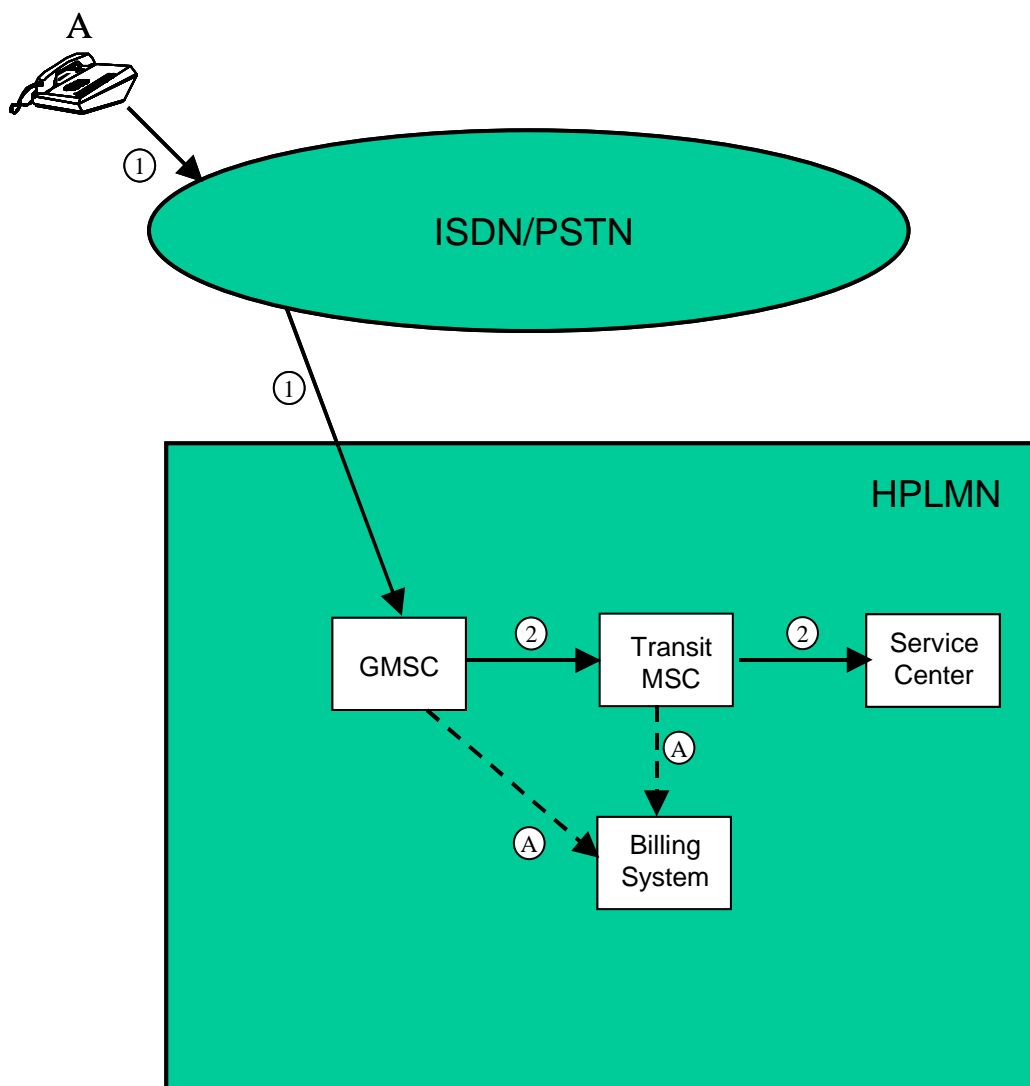 A
1
ISDN/PSTN
1
HPLMN
GMSC
2
Transit
MSC
2
Service
Center
A
A
Billing
System